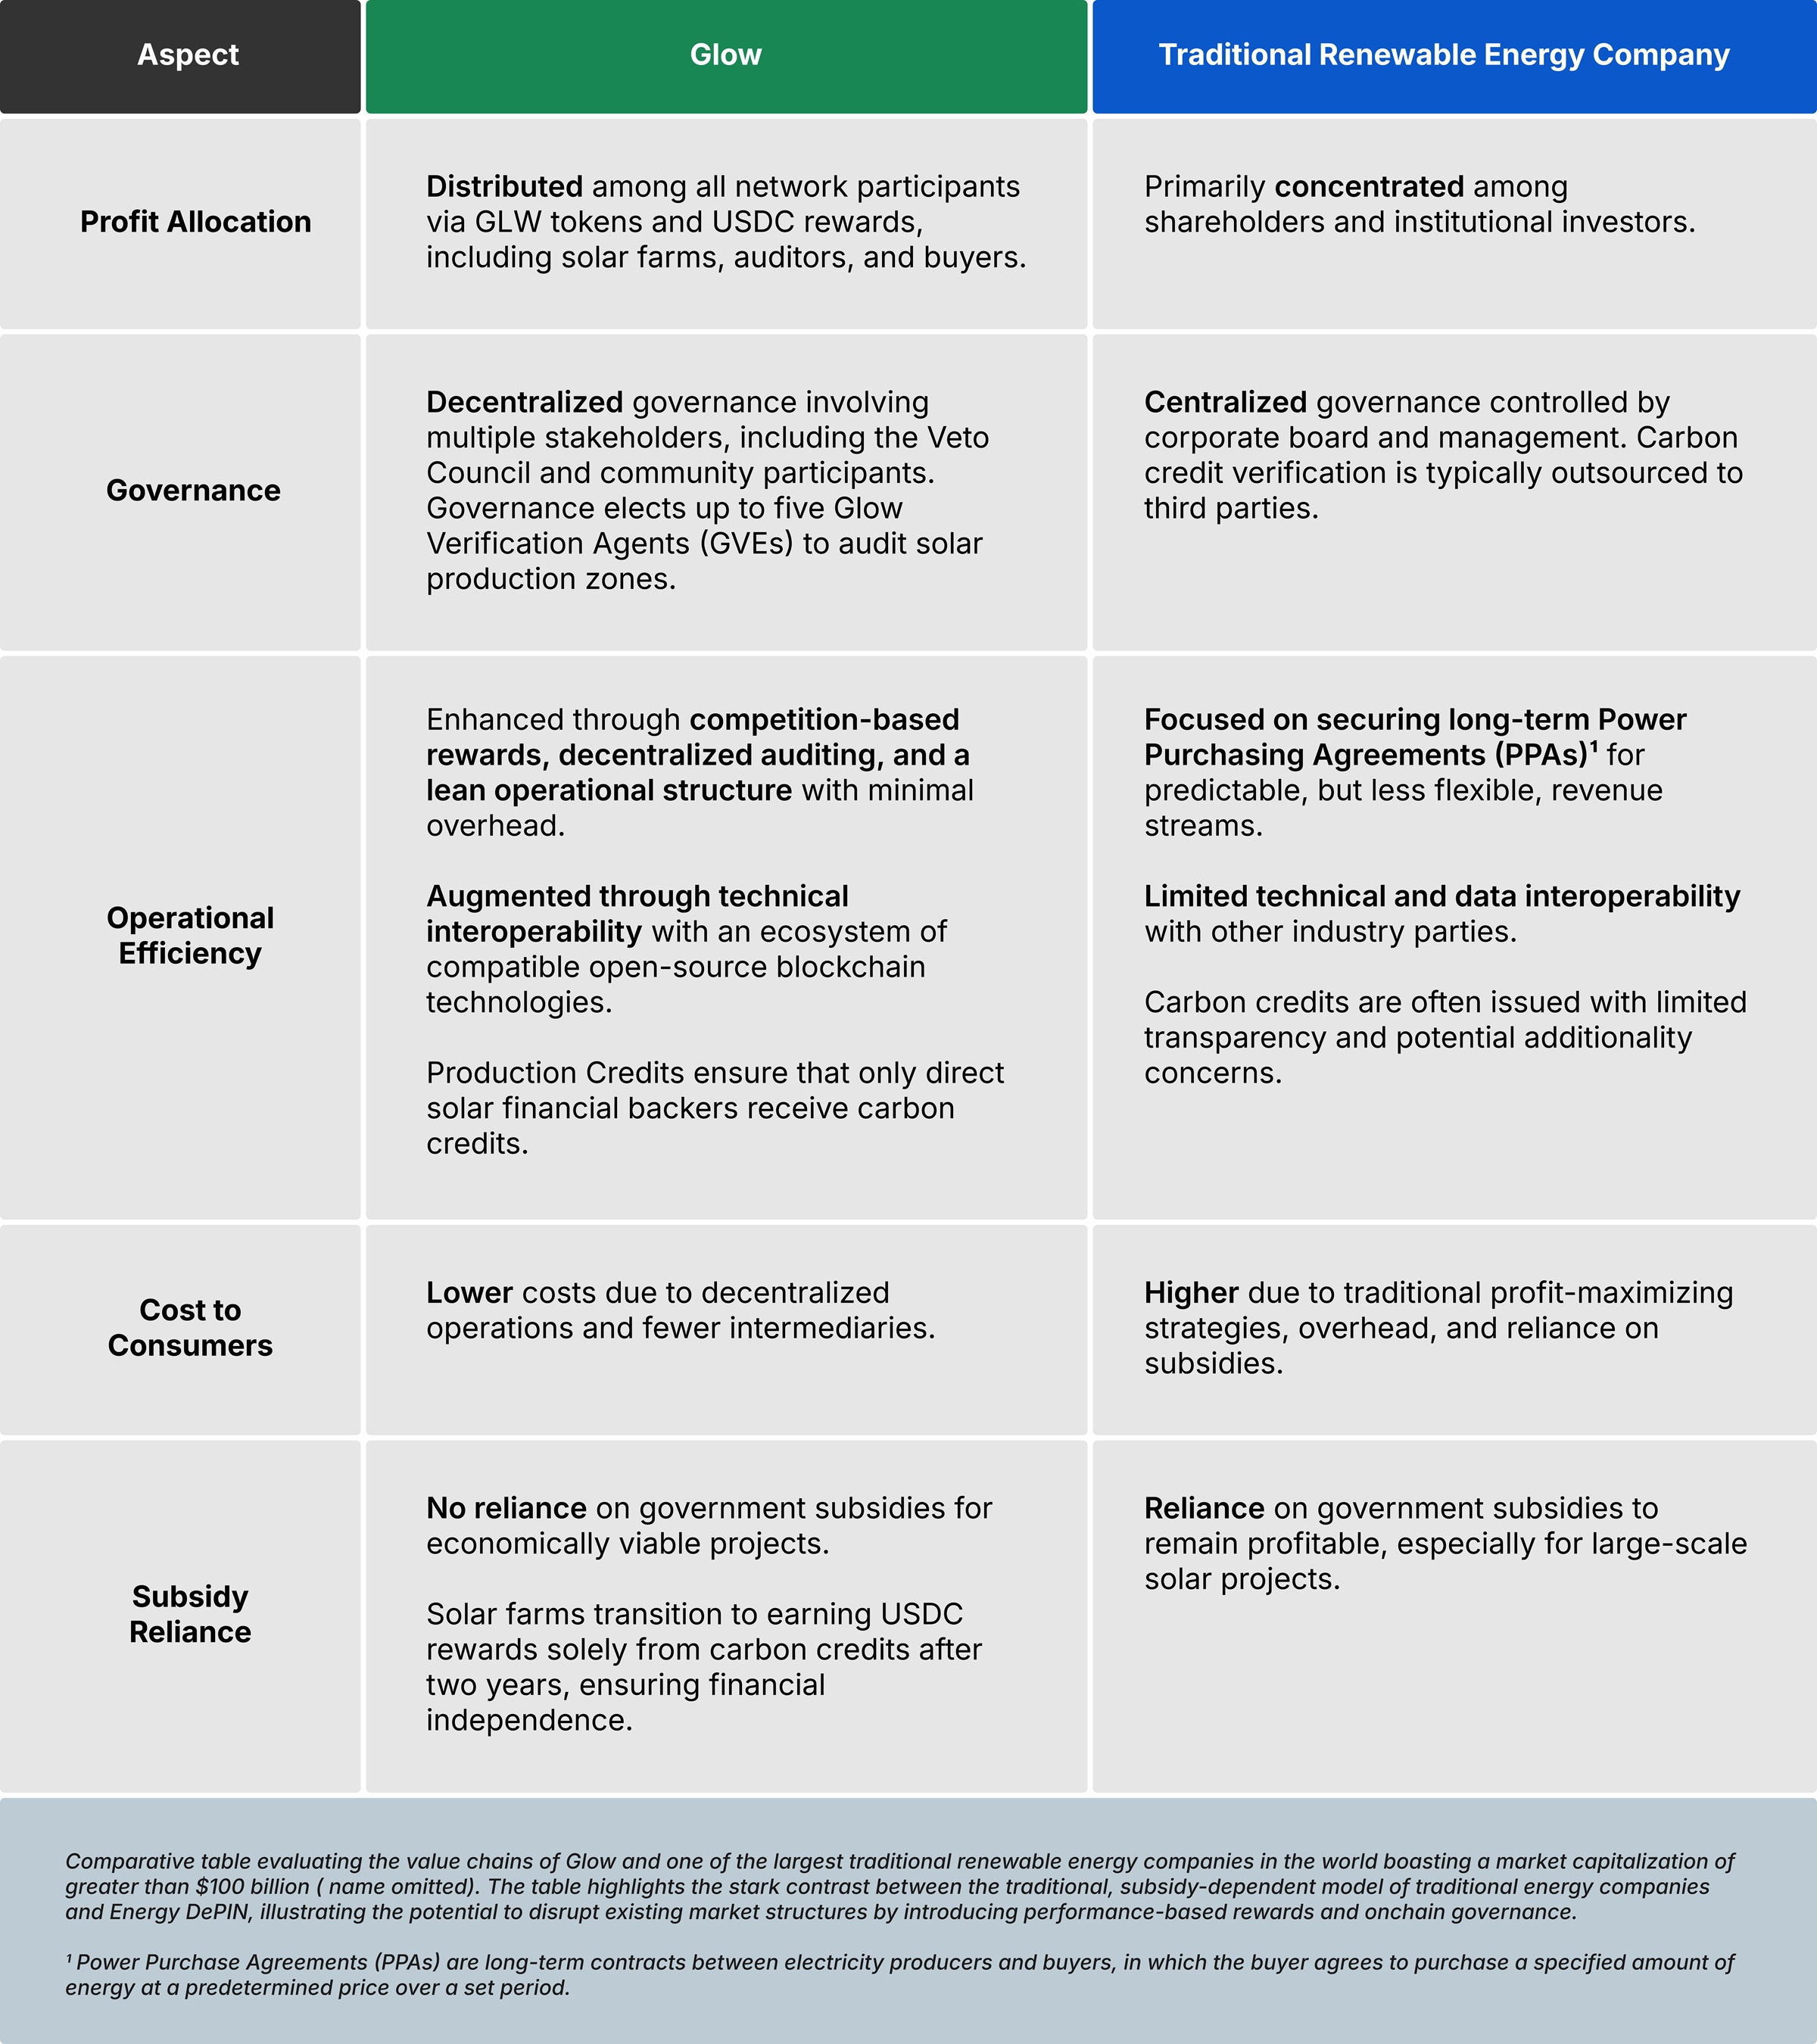 Aspect
Glow
Traditional Renewable Energy Company
Profit Allocation
Distributed among all network participants
via GLW tokens and USDC rewards,
including solar farms, auditors, and buyers.
Primarily concentrated among
shareholders and institutional investors.
Governance
Decentralized governance involving
multiple stakeholders, including the Veto
Council and community participants.
Governance elects up to five Glow
Verification Agents (GVEs) to audit solar
production zones.
Centralized governance controlled by
corporate board and management. Carbon
credit verification is typically outsourced to
third parties.
Operational
Efficiency
Enhanced through competition-based
rewards, decentralized auditing, and a
lean operational structure with minimal
overhead.
Augmented through technical
interoperability with an ecosystem of
compatible open-source blockchain
technologies.
Production Credits ensure that only direct
solar financial backers receive carbon
credits.
Focused on securing long-term Power
Purchasing Agreements (PPAs)¹ for
predictable, but less flexible, revenue
streams.
Limited technical and data interoperability
with other industry parties.
Carbon credits are often issued with limited
transparency and potential additionality
concerns.
Cost to
Consumers
Lower costs due to decentralized
operations and fewer intermediaries.
Higher due to traditional profit-maximizing
strategies, overhead, and reliance on
subsidies.
Subsidy
Reliance
No reliance on government subsidies for
economically viable projects.
Solar farms transition to earning USDC
rewards solely from carbon credits after
two years, ensuring financial
independence.
Reliance on government subsidies to
remain profitable, especially for large-scale
solar projects.
Comparative table evaluating the value chains of Glow and one of the largest traditional renewable energy companies in the world boasting a market capitalization of
greater than $100 billion ( name omitted). The table highlights the stark contrast between the traditional, subsidy-dependent model of traditional energy companies
and Energy DePIN, illustrating the potential to disrupt existing market structures by introducing performance-based rewards and onchain governance.
¹ Power Purchase Agreements (PPAs) are long-term contracts between electricity producers and buyers, in which the buyer agrees to purchase a specified amount of
energy at a predetermined price over a set period.